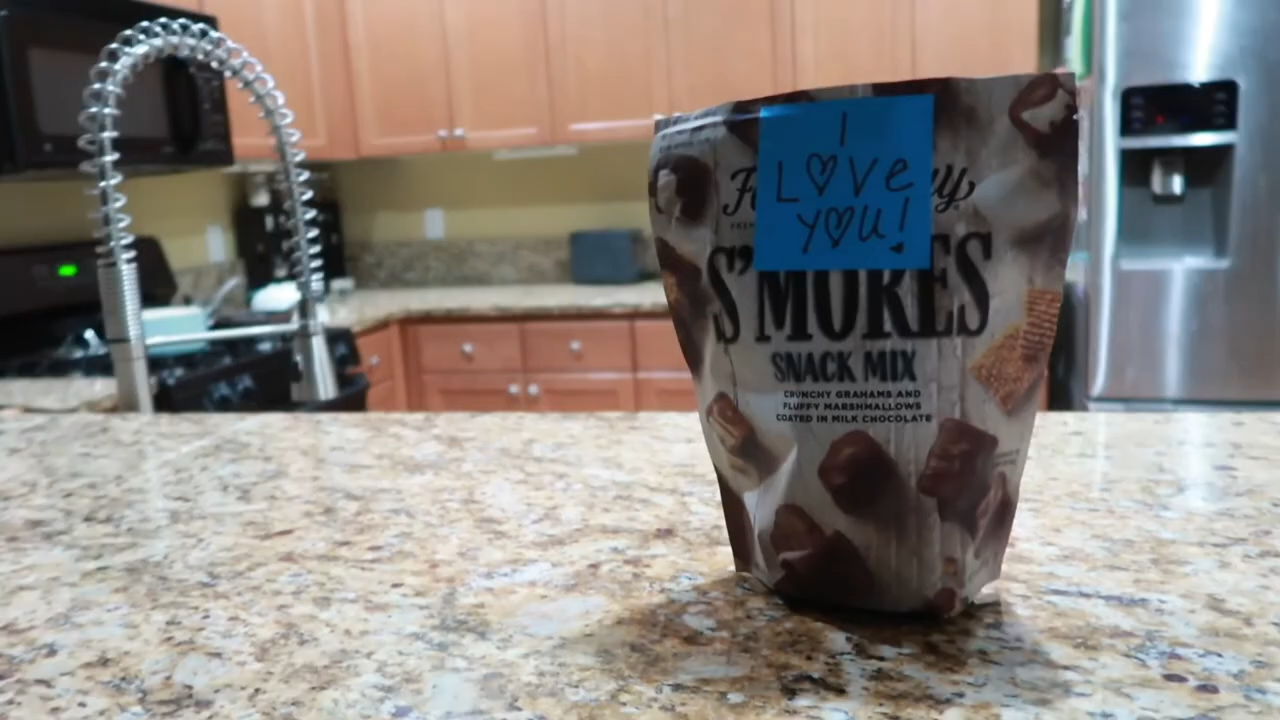 I
LOVe
YOU!
S'MORES
SNACK MIX
CRUNCHY GRAHAMS AND
FLUFFY MARSHMALLOWS
COATED IN MILK CHOCOLATE